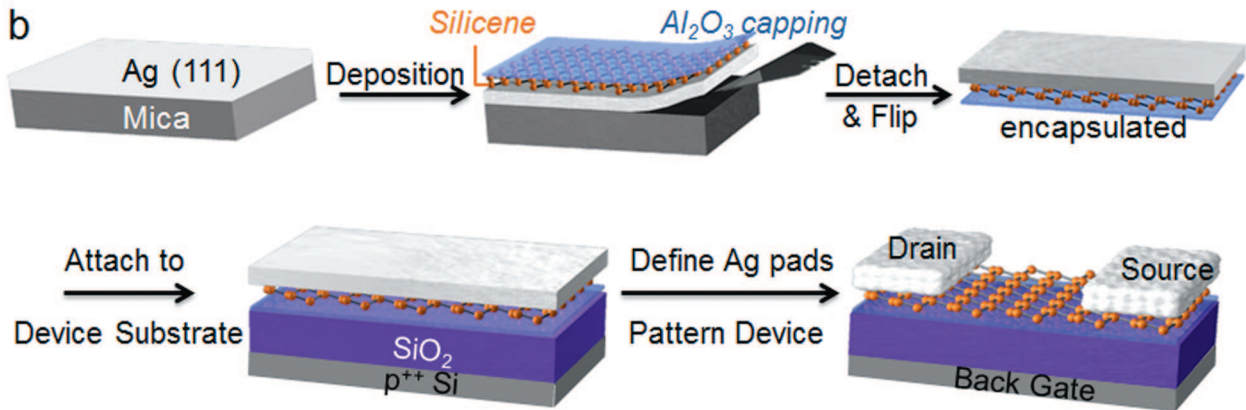 b
Ag (111)
Mica
Deposition
Silicene
Al₂O₃ capping
Detach
& Flip
encapsulated
Attach to
Device Substrate
SiO₂
p⁺⁺ Si
Define Ag pads
Pattern Device
Drain
Source
Back Gate